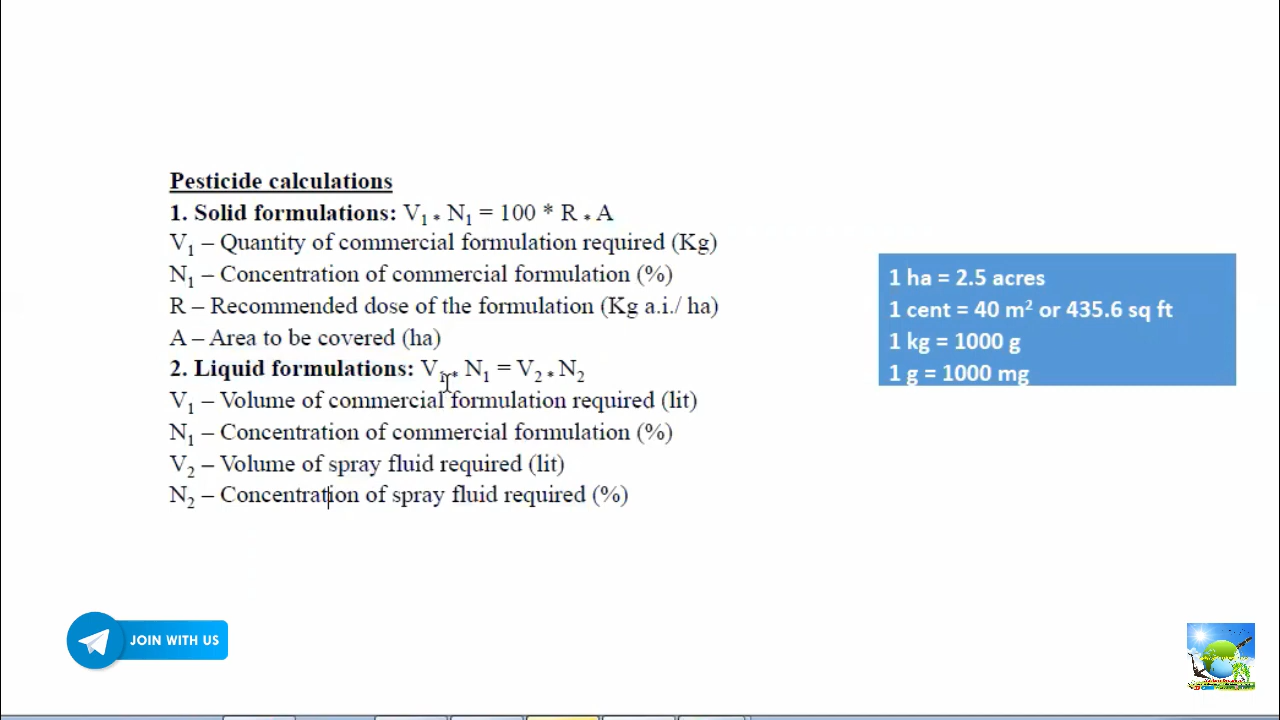 Pesticide calculations
1. Solid formulations: V₁ * N₁ = 100 * R * A
V₁ – Quantity of commercial formulation required (Kg)
N₁ – Concentration of commercial formulation (%)
R – Recommended dose of the formulation (Kg a.i./ ha)
A – Area to be covered (ha)
2. Liquid formulations: V₁ * N₁ = V₂ * N₂
V₁ – Volume of commercial formulation required (lit)
N₁ – Concentration of commercial formulation (%)
V₂ – Volume of spray fluid required (lit)
N₂ – Concentration of spray fluid required (%)
1 ha = 2.5 acres
1 cent = 40 m² or 435.6 sq ft
1 kg = 1000 g
1 g = 1000 mg
JOIN WITH US